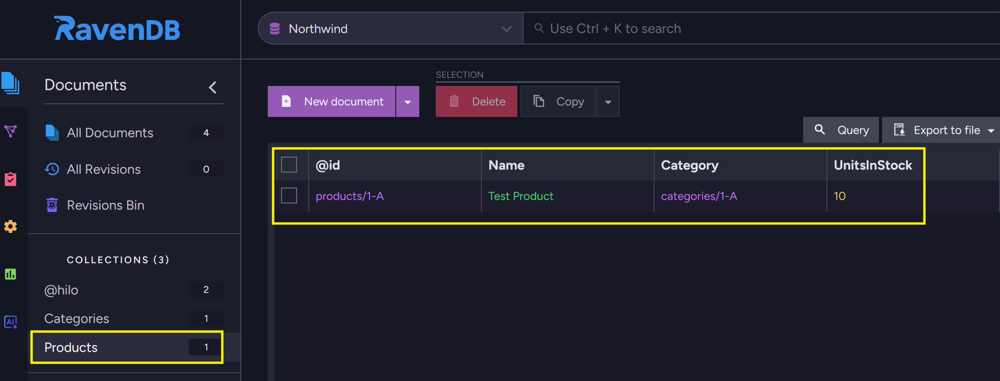 RavenDB
Northwind
Use Ctrl + K to search
Documents
All Documents 4
All Revisions 0
Revisions Bin
COLLECTIONS (3)
@hilo 2
Categories 1
Products 1
SELECTION
New document
Delete
Copy
Query
CSV
Export to file
@id Name Category UnitsInStock
products/1-A Test Product categories/1-A 10
AI